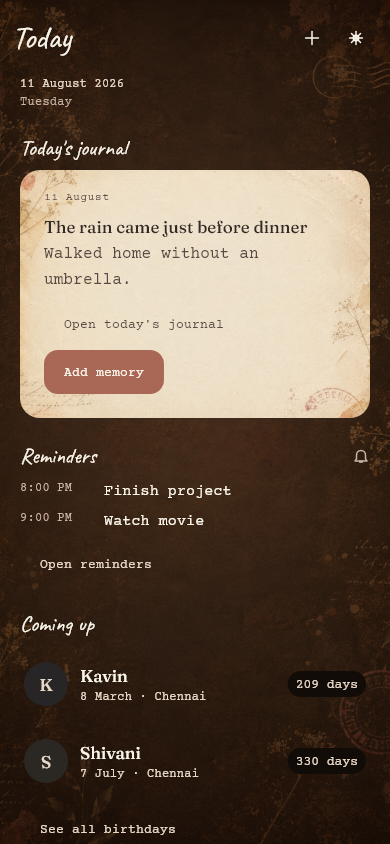 Today
11 August 2026
Tuesday
Today's journal
11 August
The rain came just before dinner
Walked home without an
umbrella.
Open today's journal
Add memory
Reminders
8:00 PM Finish project
9:00 PM Watch movie
Open reminders
Coming up
K Kavin
8 March · Chennai
209 days
S Shivani
7 July · Chennai
330 days
See all birthdays